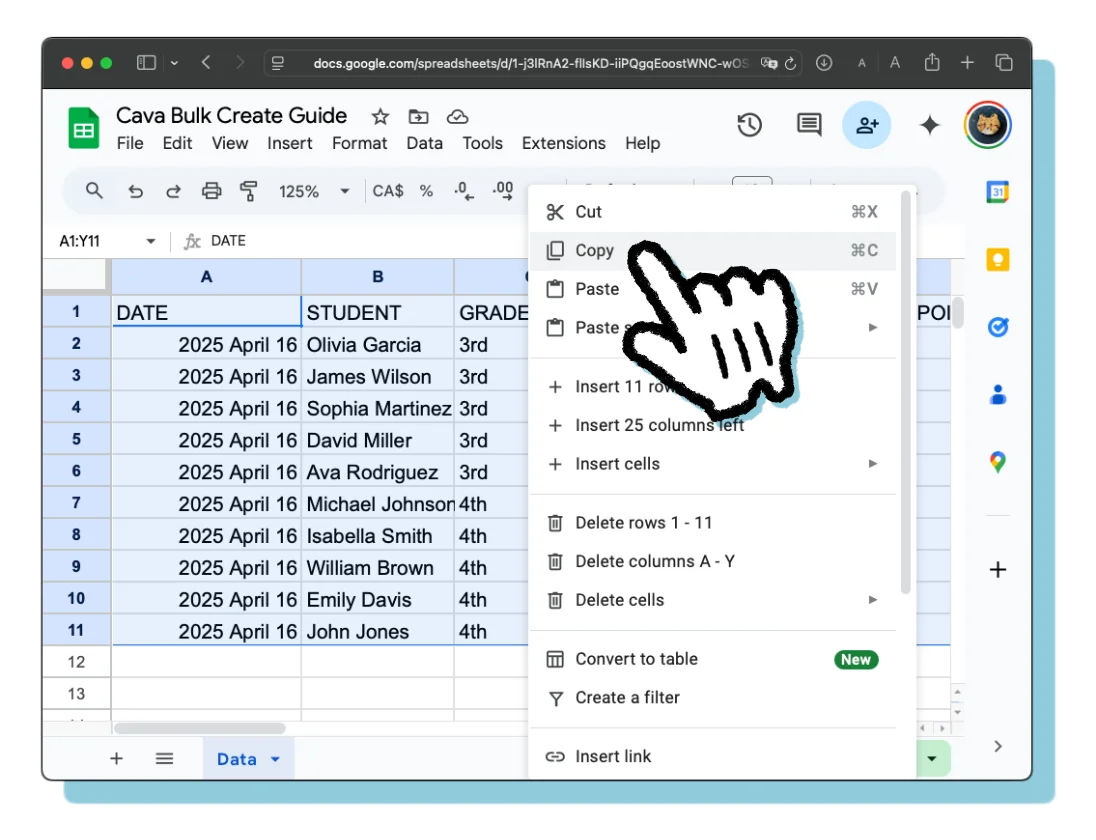 docs.google.com/spreadsheets/d/1-j3IRnA2-fIlsKD-iiPQgqEoostWNC-wOS
A A
Cava Bulk Create Guide
File Edit View Insert Format Data Tools Extensions Help
125% CA$ % .0 .00
A1:Y11 fx DATE
31
A B
1 DATE STUDENT GRADE POI
2 2025 April 16 Olivia Garcia 3rd
3 2025 April 16 James Wilson 3rd
4 2025 April 16 Sophia Martinez 3rd
5 2025 April 16 David Miller 3rd
6 2025 April 16 Ava Rodriguez 3rd
7 2025 April 16 Michael Johnson 4th
8 2025 April 16 Isabella Smith 4th
9 2025 April 16 William Brown 4th
10 2025 April 16 Emily Davis 4th
11 2025 April 16 John Jones 4th
12
13
Cut ⌘X
Copy ⌘C
Paste ⌘V
Paste
Insert 11
Insert 25 columns left
Insert cells
Delete rows 1 - 11
Delete columns A - Y
Delete cells
Convert to table New
Create a filter
Insert link
Data